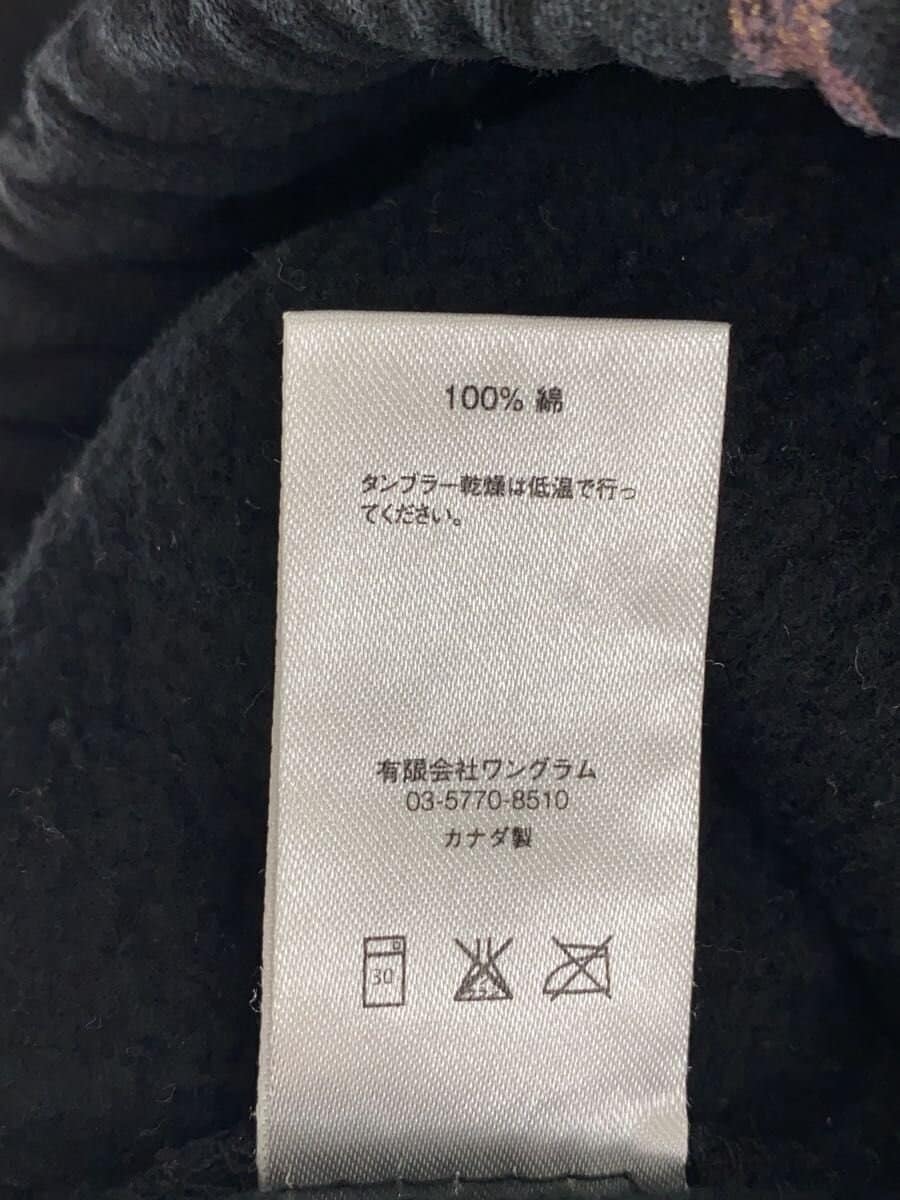 100% 綿
タンブラー乾燥は低温で行っ
てください。
有限会社ワングラム
03-5770-8510
カナダ製
30